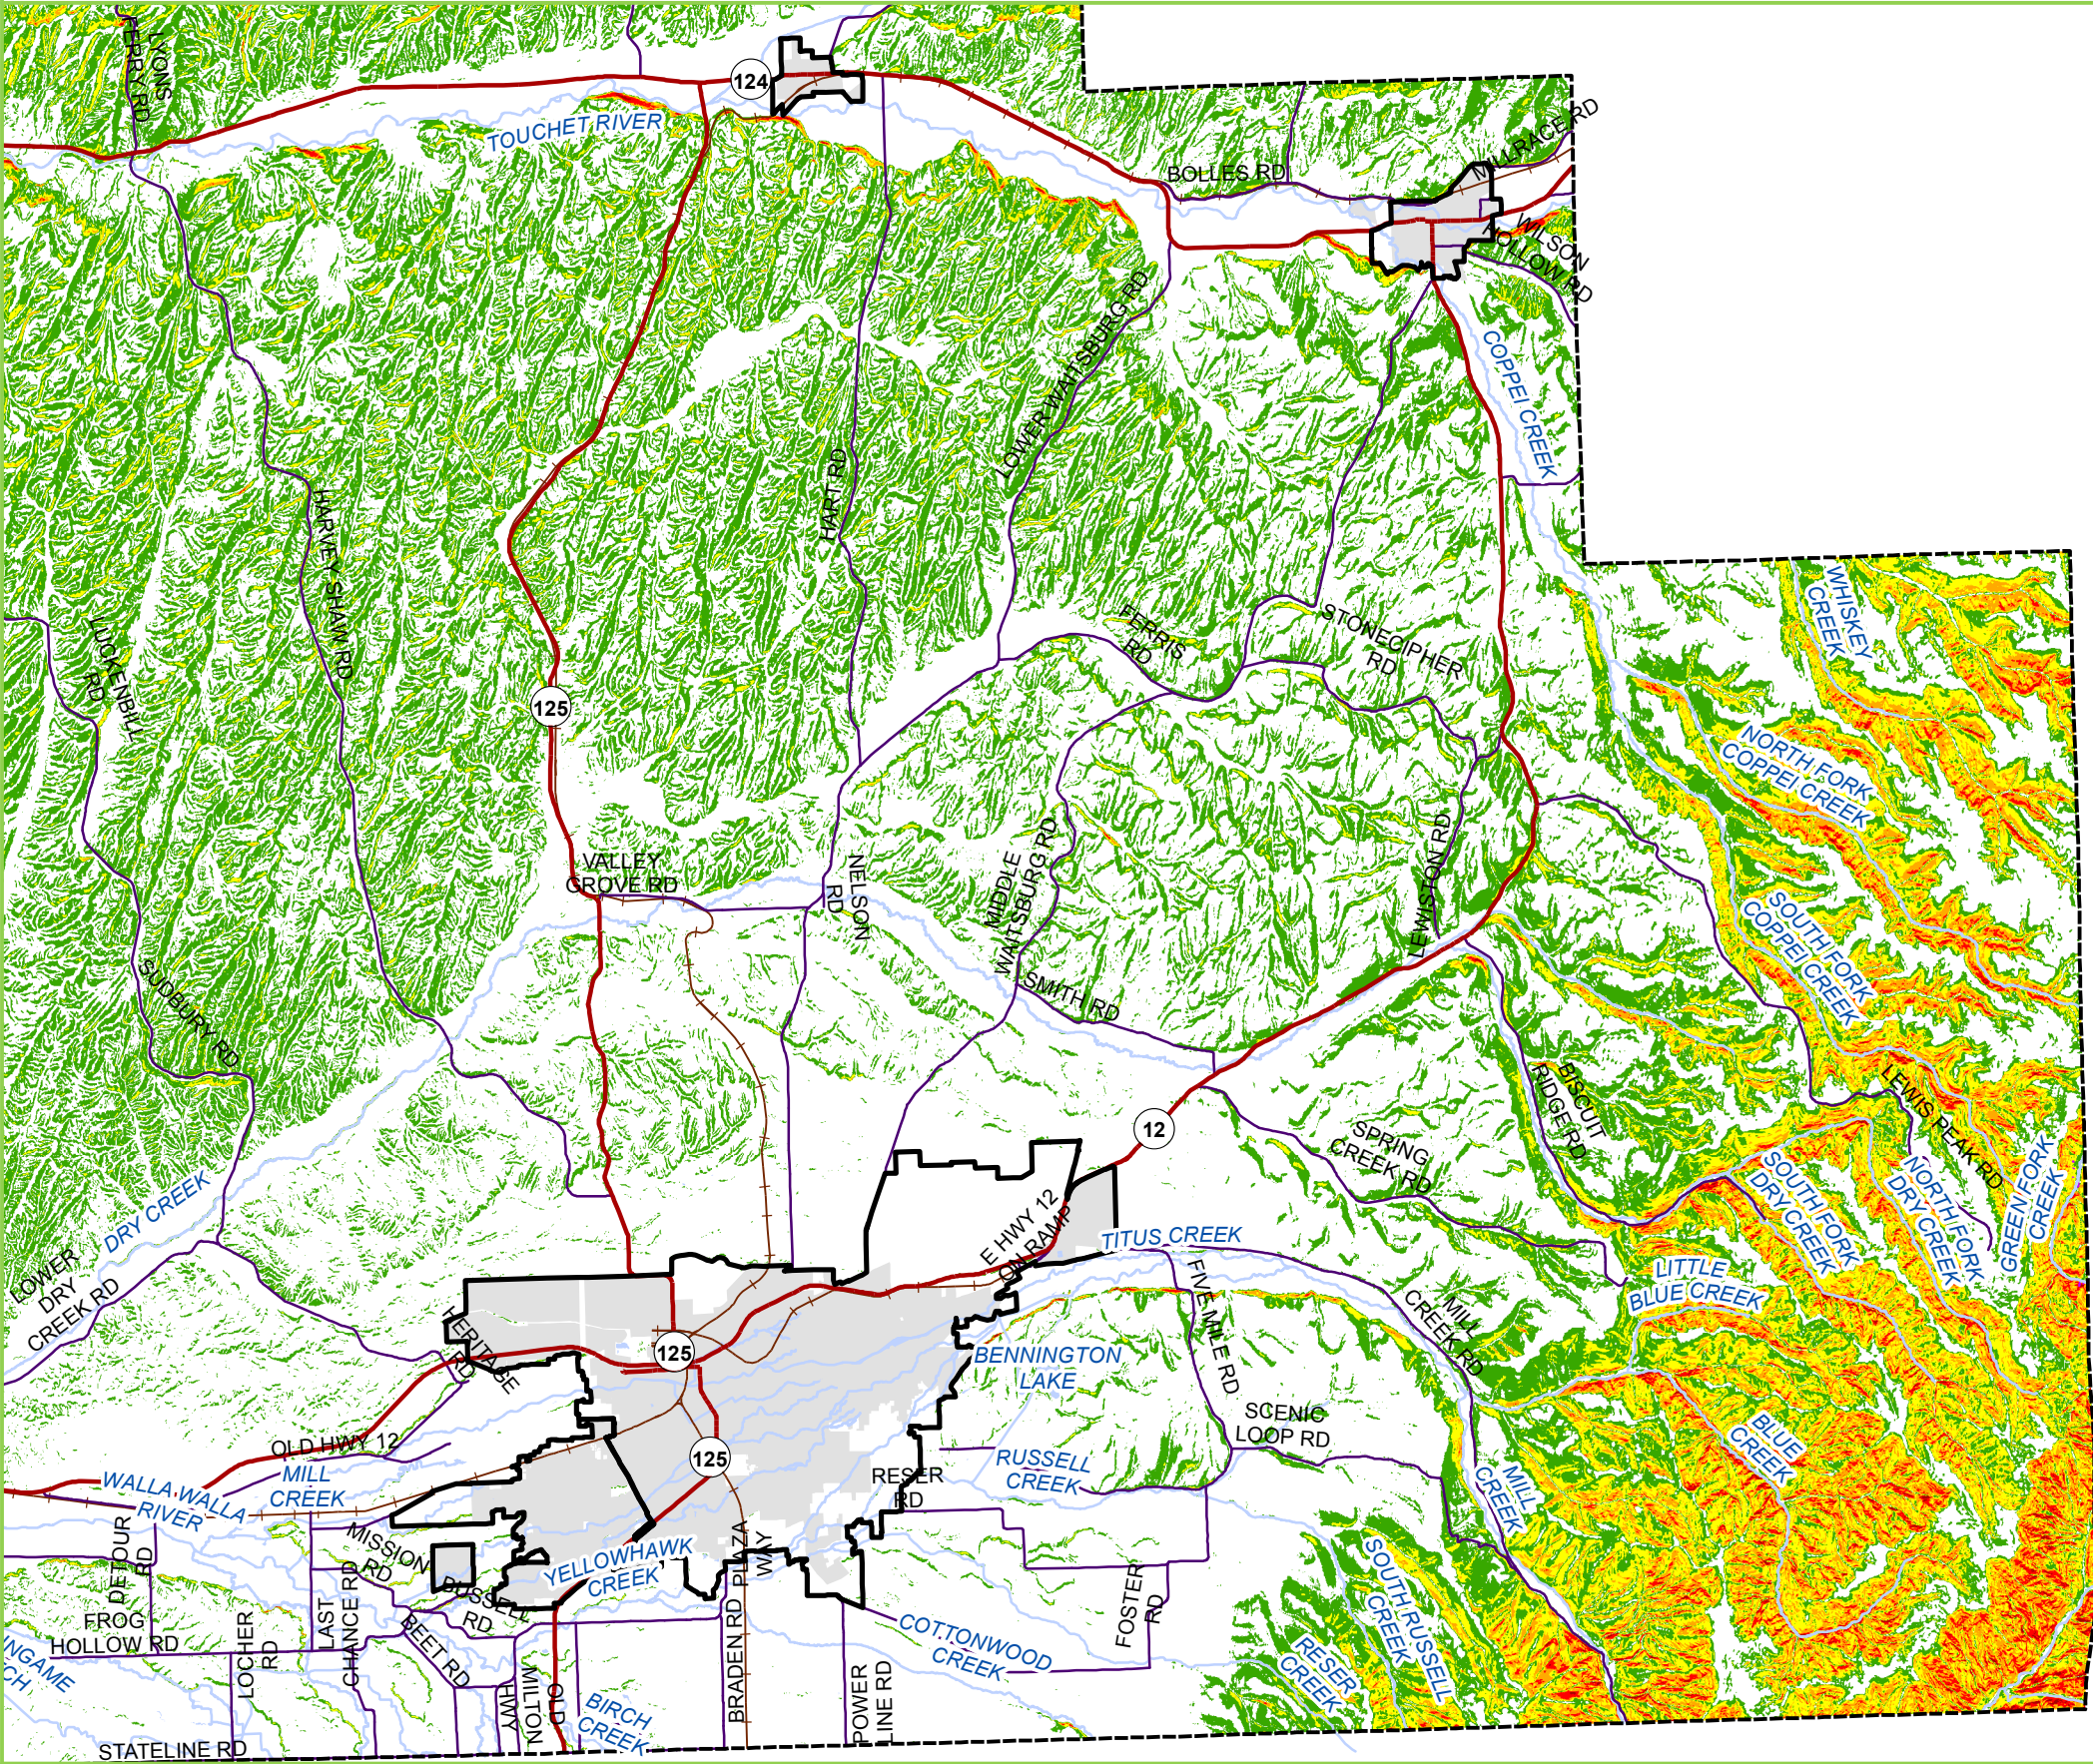 LYONS
FERRY RD
124
TOUCHET RIVER
BOLLES RD
MILLRACE RD
WILSON
HOLLOW RD
COPPEI CREEK
LOWER WAITSBURG RD
HART RD
HARVEY SHAW RD
LUCKENBILL
RD
125
FERRIS
RD
STONECIPHER
RD
WHISKEY
CREEK
NORTH FORK
COPPEI CREEK
SOUTH FORK
COPPEI CREEK
VALLEY
GROVE RD
NELSON
RD
MIDDLE
WAITSBURG RD
LEWISTON RD
SMITH RD
SUDBURY RD
BISCUIT
RIDGE RD
LEWIS PEAK RD
12
SPRING
CREEK RD
SOUTH FORK
DRY CREEK
NORTH FORK
DRY CREEK
GREEN FORK
CREEK
DRY CREEK
LOWER
DRY
CREEK RD
E HWY 12
ON RAMP
TITUS CREEK
FIVE MILE RD
MILL
CREEK RD
LITTLE
BLUE CREEK
HERITAGE
RD
125
BENNINGTON
LAKE
SCENIC
LOOP RD
BLUE
CREEK
OLD HWY 12
125
WALLA WALLA
RIVER
MILL
CREEK
RESER
RD
RUSSELL
CREEK
MILL
CREEK
DETOUR
RD
MISSION
RD
YELLOWHAWK
CREEK
PLAZA
WAY
BRADEN RD
FROG
HOLLOW RD
LOCHER
RD
LAST
CHANCE RD
BUSSELL
RD
BEET RD
OLD
MILTON
HWY
BIRCH
CREEK
POWER
LINE RD
COTTONWOOD
CREEK
FOSTER
RD
SOUTH RUSSELL
CREEK
RESER
CREEK
INGAME
CH
STATELINE RD